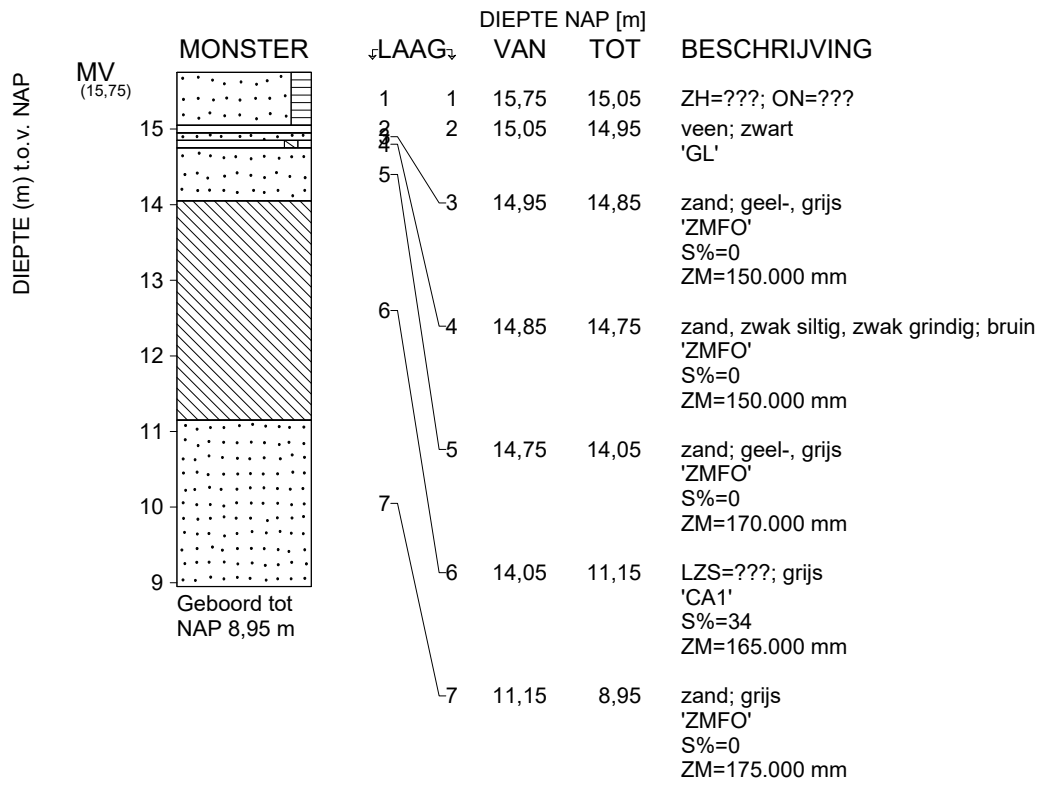 DIEPTE NAP [m]
MONSTER LAAG VAN TOT BESCHRIJVING
MV
(15,75)
DIEPTE (m) t.o.v. NAP
1 1 15,75 15,05 ZH=???; ON=???
15 2 2 15,05 14,95 veen; zwart
'GL'
3
4
5
14 3 14,95 14,85 zand; geel-, grijs
'ZMFO'
S%=0
13 ZM=150.000 mm
6 4 14,85 14,75 zand, zwak siltig, zwak grindig; bruin
12 'ZMFO'
S%=0
ZM=150.000 mm
11 5 14,75 14,05 zand; geel-, grijs
'ZMFO'
7 S%=0
10 ZM=170.000 mm
9 6 14,05 11,15 LZS=???; grijs
Geboord tot 'CA1'
NAP 8,95 m S%=34
ZM=165.000 mm
7 11,15 8,95 zand; grijs
'ZMFO'
S%=0
ZM=175.000 mm